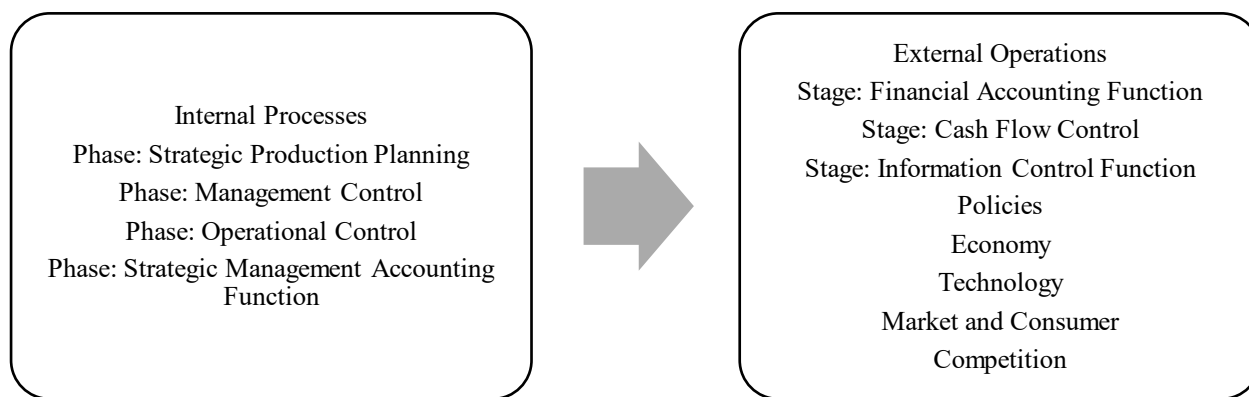 Internal Processes
Phase: Strategic Production Planning
Phase: Management Control
Phase: Operational Control
Phase: Strategic Management Accounting
Function
External Operations
Stage: Financial Accounting Function
Stage: Cash Flow Control
Stage: Information Control Function
Policies
Economy
Technology
Market and Consumer
Competition